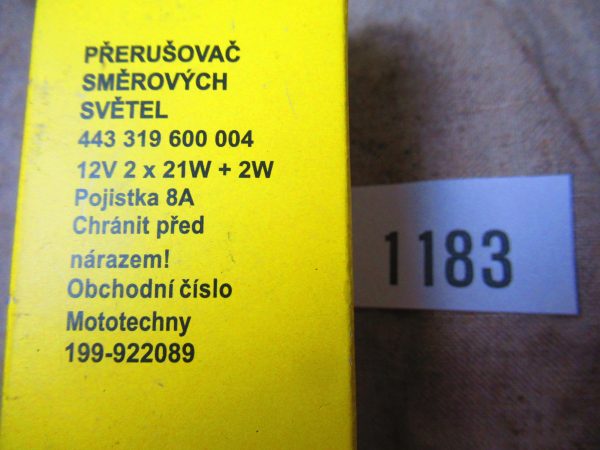 PŘERUŠOVAČ
SMĚROVÝCH
SVĚTEL
443 319 600 004
12V 2 x 21W + 2W
Pojistka 8A
Chránit před
nárazem!
Obchodní číslo
Mototechny
199-922089
1183